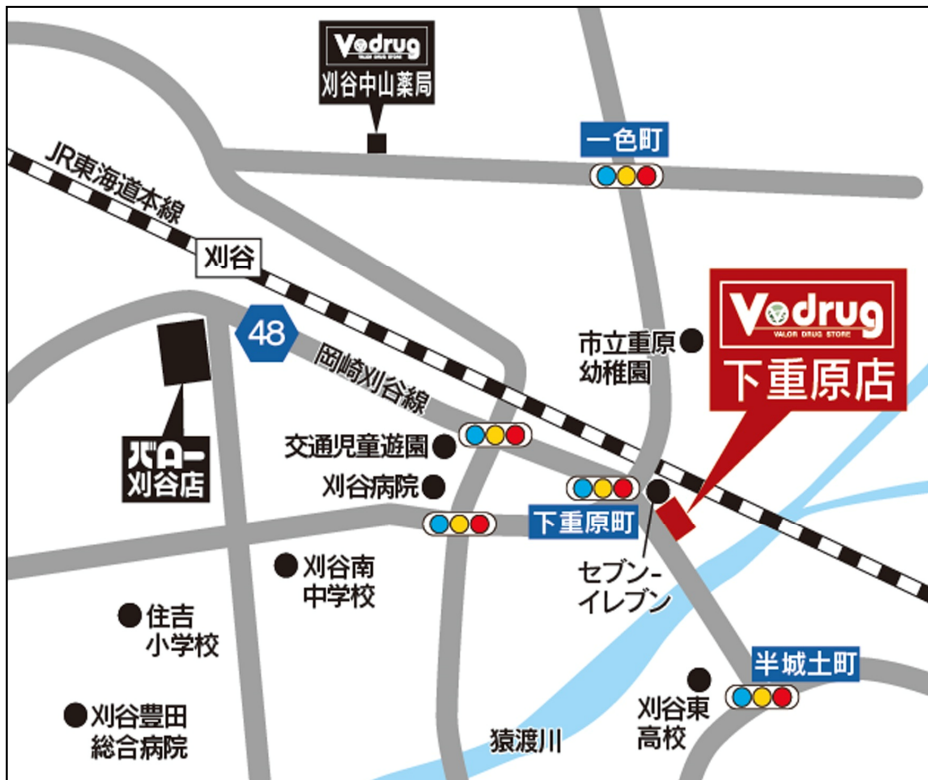 Vodrug
VALOR DRUG STORE
刈谷中山薬局
一色町
JR東海道本線
刈谷
48
岡崎刈谷線
市立重原
幼稚園
Vodrug
VALOR DRUG STORE
下重原店
バロー
刈谷店
交通児童遊園
刈谷病院
下重原町
セブン-
イレブン
刈谷南
中学校
住吉
小学校
半城土町
刈谷東
高校
刈谷豊田
総合病院
猿渡川